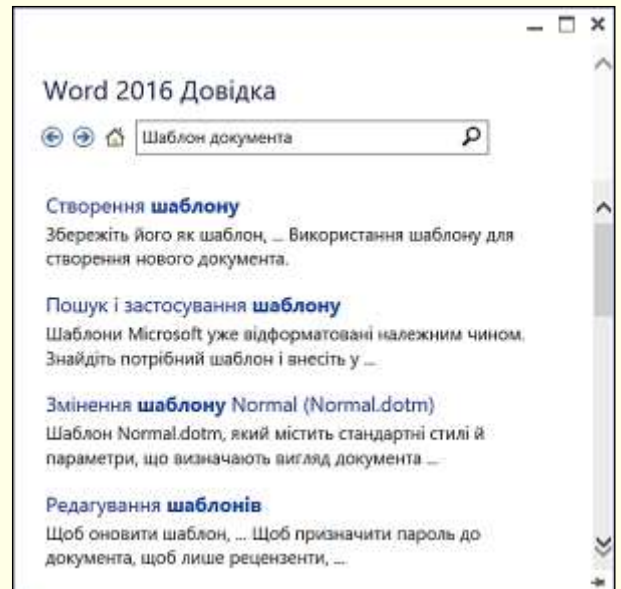 Word 2016 Довідка
Шаблон документа
Створення шаблону
Збережіть його як шаблон, ... Використання шаблону для
створення нового документа.
Пошук і застосування шаблону
Шаблони Microsoft уже відформатовані належним чином.
Знайдіть потрібний шаблон і внесіть у ...
Змінення шаблону Normal (Normal.dotm)
Шаблон Normal.dotm, який містить стандартні стилі й
параметри, що визначають вигляд документа ...
Редагування шаблонів
Щоб оновити шаблон, ... Щоб призначити пароль до
документа, щоб лише рецензенти, ...